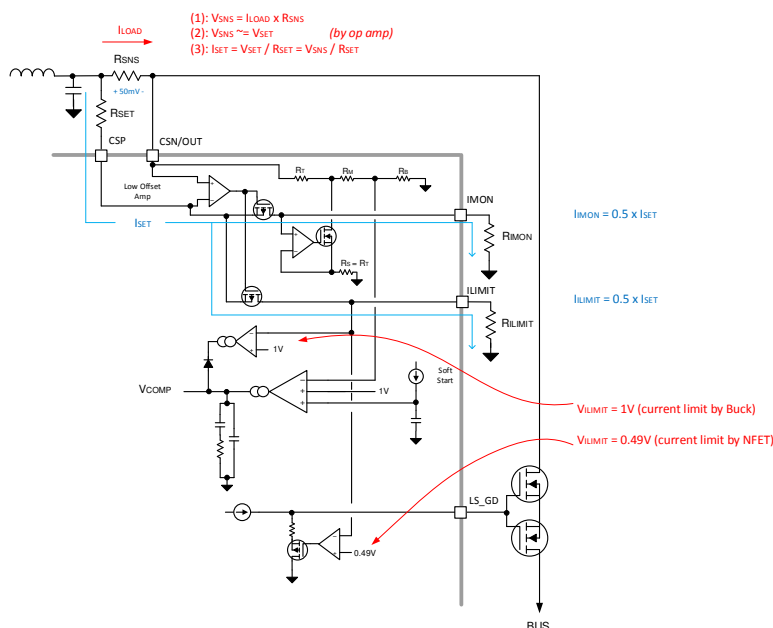 (1): VSNS = ILOAD x RSNS
(2): VSNS ~= VSET (by op amp)
(3): ISET = VSET / RSET = VSNS / RSET
ILOAD
RSNS
+ 50mV -
RSET
CSP
CSN/OUT
Low Offset
Amp
RT
RM
RB
IMON
ISET
RIMON
IIMON = 0.5 x ISET
RS = RT
ILIMIT
RILIMIT
IILIMIT = 0.5 x ISET
1V
Soft
Start
VCOMP
1V
VILIMIT = 1V (current limit by Buck)
VILIMIT = 0.49V (current limit by NFET)
LS_GD
0.49V
BUS